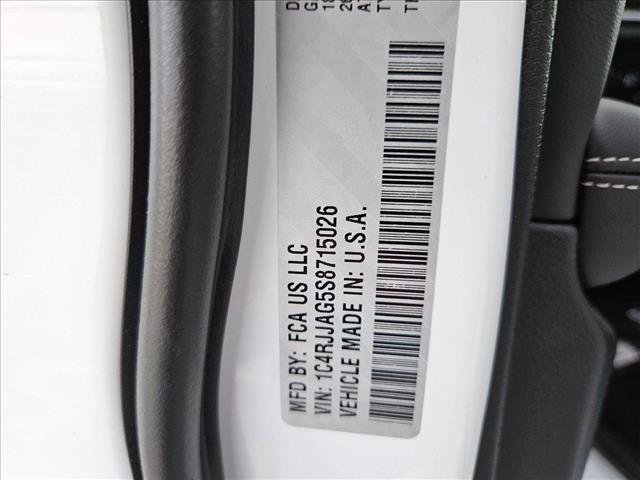 MFD BY: FCA US LLC
VIN: 1C4RJJAG5S8715026
VEHICLE MADE IN: U.S.A.